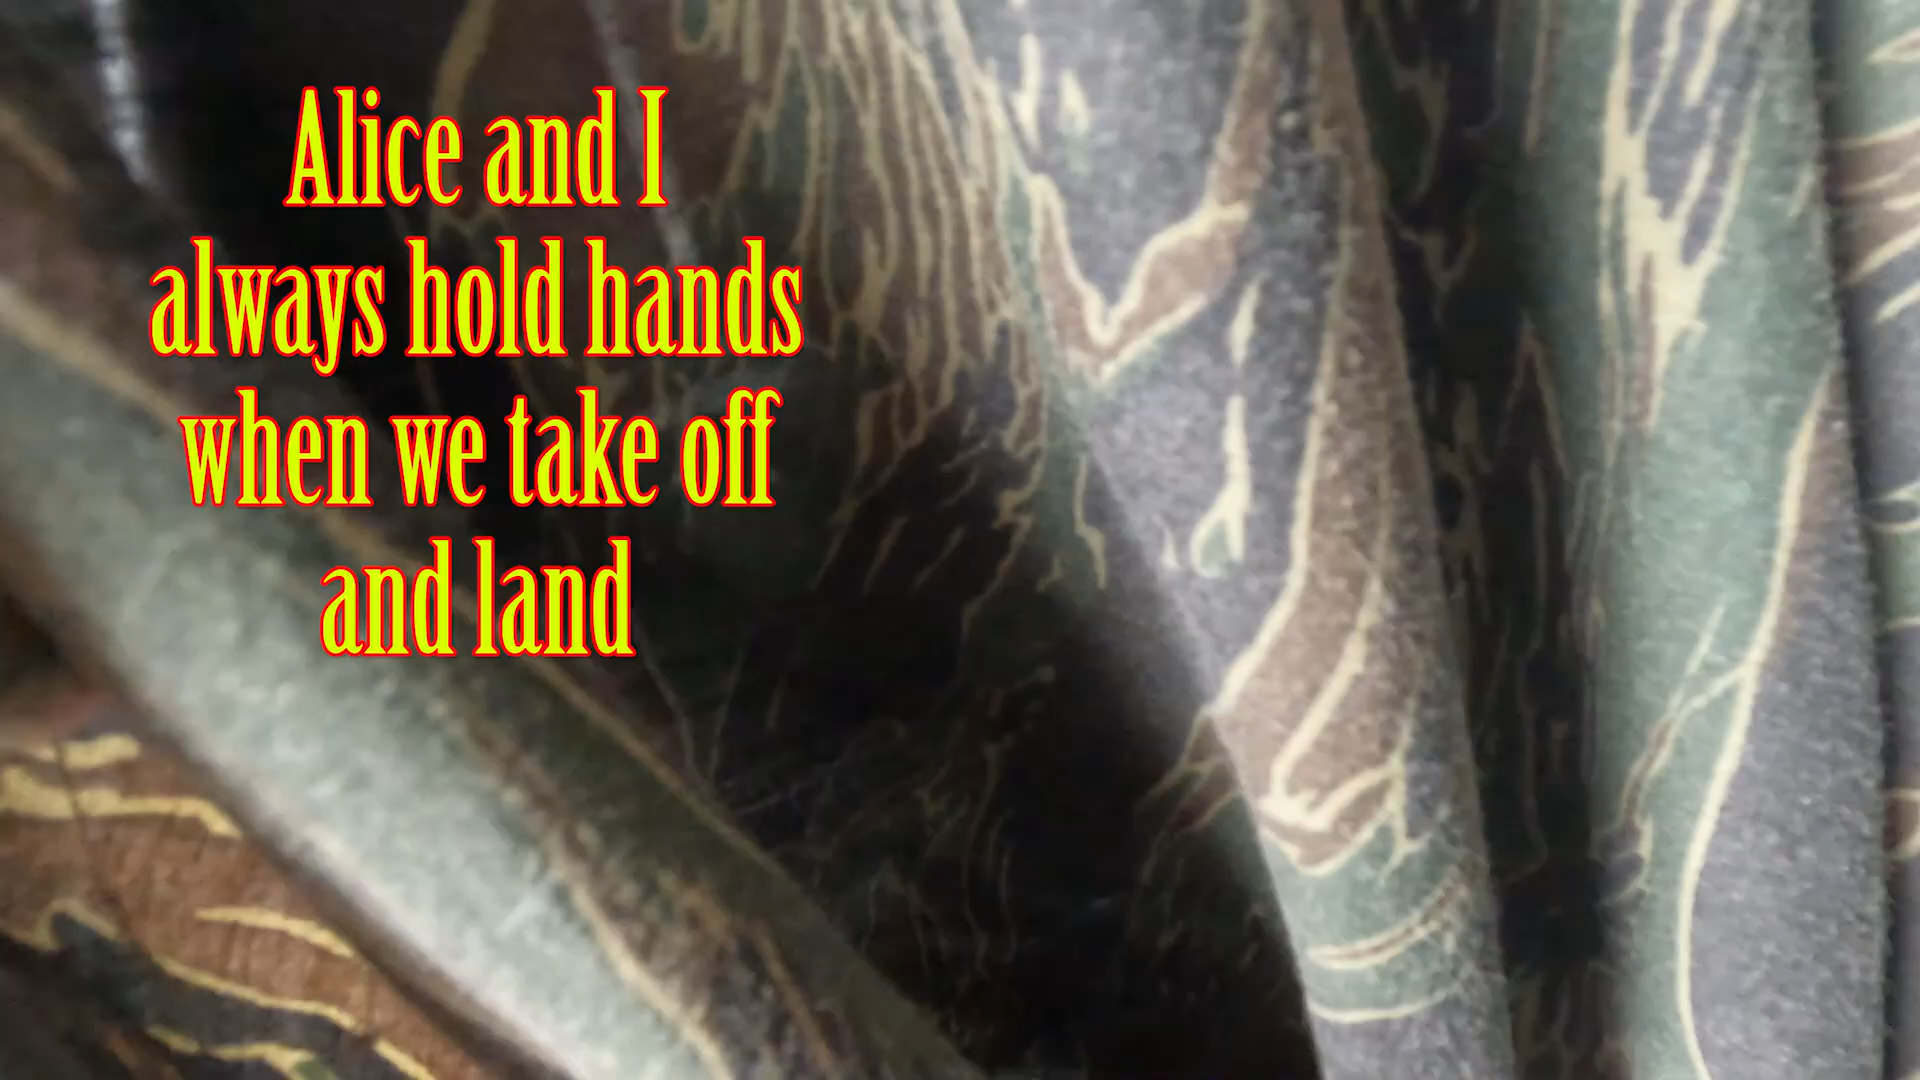 Alice and I
always hold hands
when we take off
and land